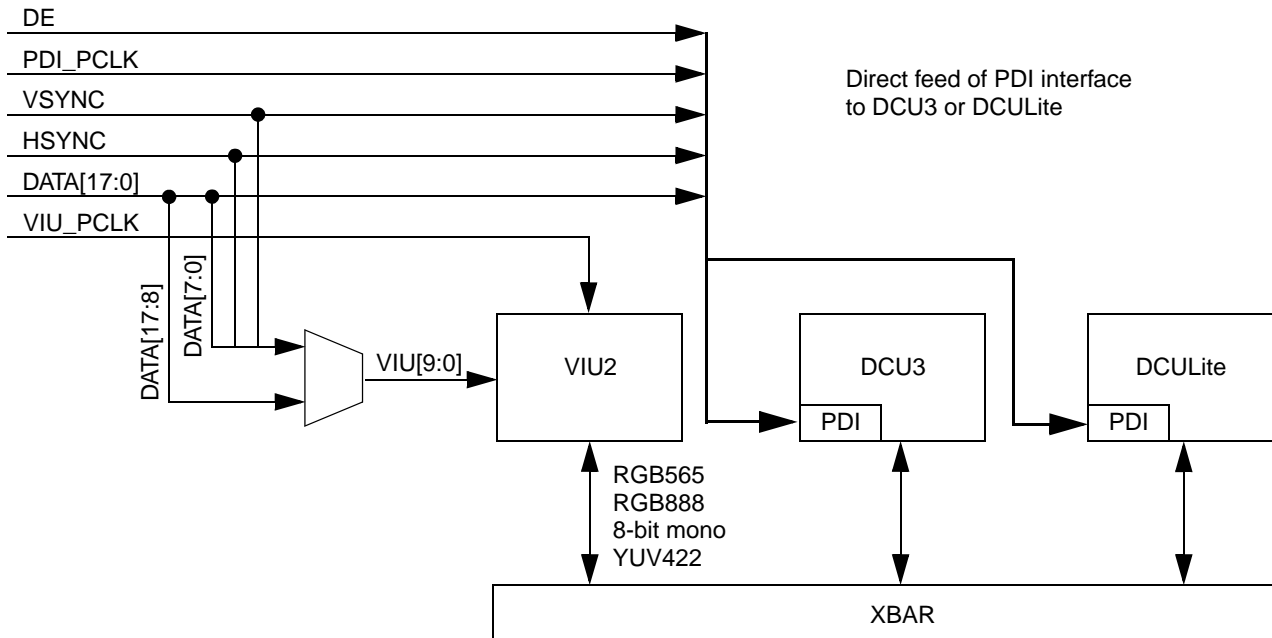 DE
PDI_PCLK
VSYNC
HSYNC
DATA[17:0]
VIU_PCLK
Direct feed of PDI interface
to DCU3 or DCULite
DATA[17:8]
DATA[7:0]
VIU[9:0]
VIU2
DCU3
PDI
DCULite
PDI
RGB565
RGB888
8-bit mono
YUV422
XBAR